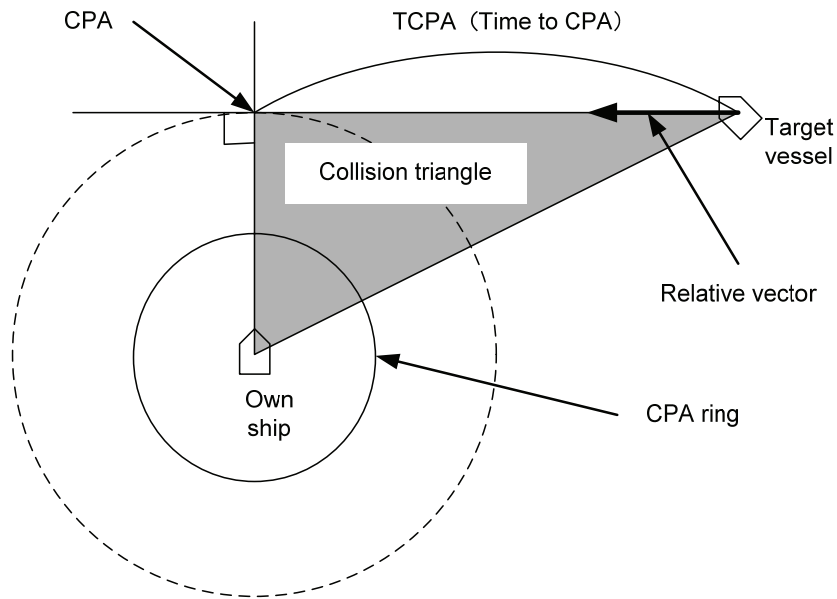 CPA
TCPA（Time to CPA）
Target
vessel
Collision triangle
Relative vector
Own
ship
CPA ring